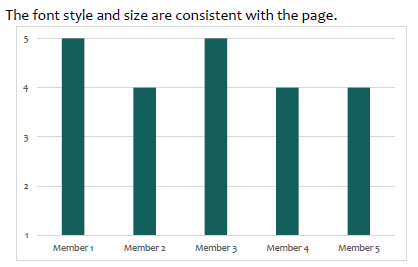 The font style and size are consistent with the page.
5
4
3
2
1
Member 1 Member 2 Member 3 Member 4 Member 5